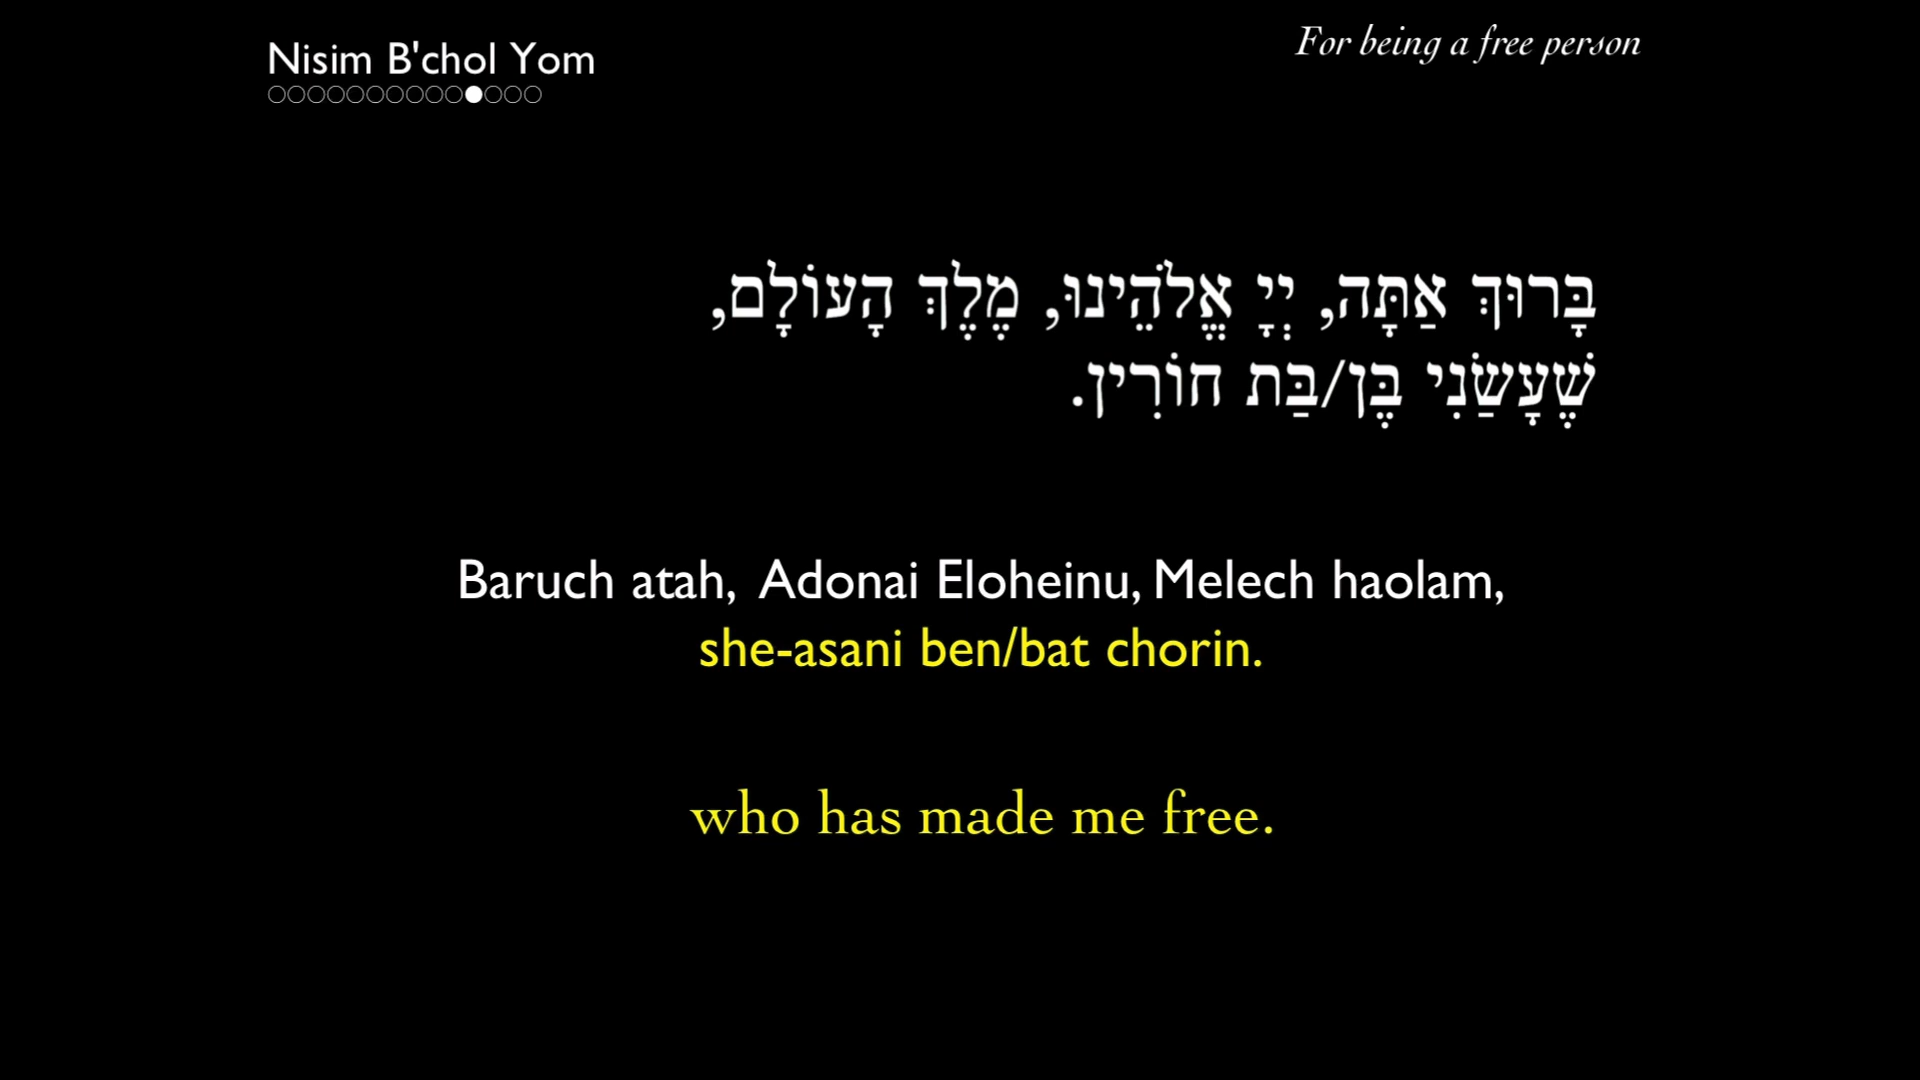 Nisim B'chol Yom
For being a free person
בָּרוּךְ אַתָּה, יְיָ אֱלֹהֵינוּ, מֶלֶךְ הָעוֹלָם,
שֶׁעָשַׂנִי בֶּן/בַּת חוֹרִין.
Baruch atah, Adonai Eloheinu, Melech haolam,
she-asani ben/bat chorin.
who has made me free.